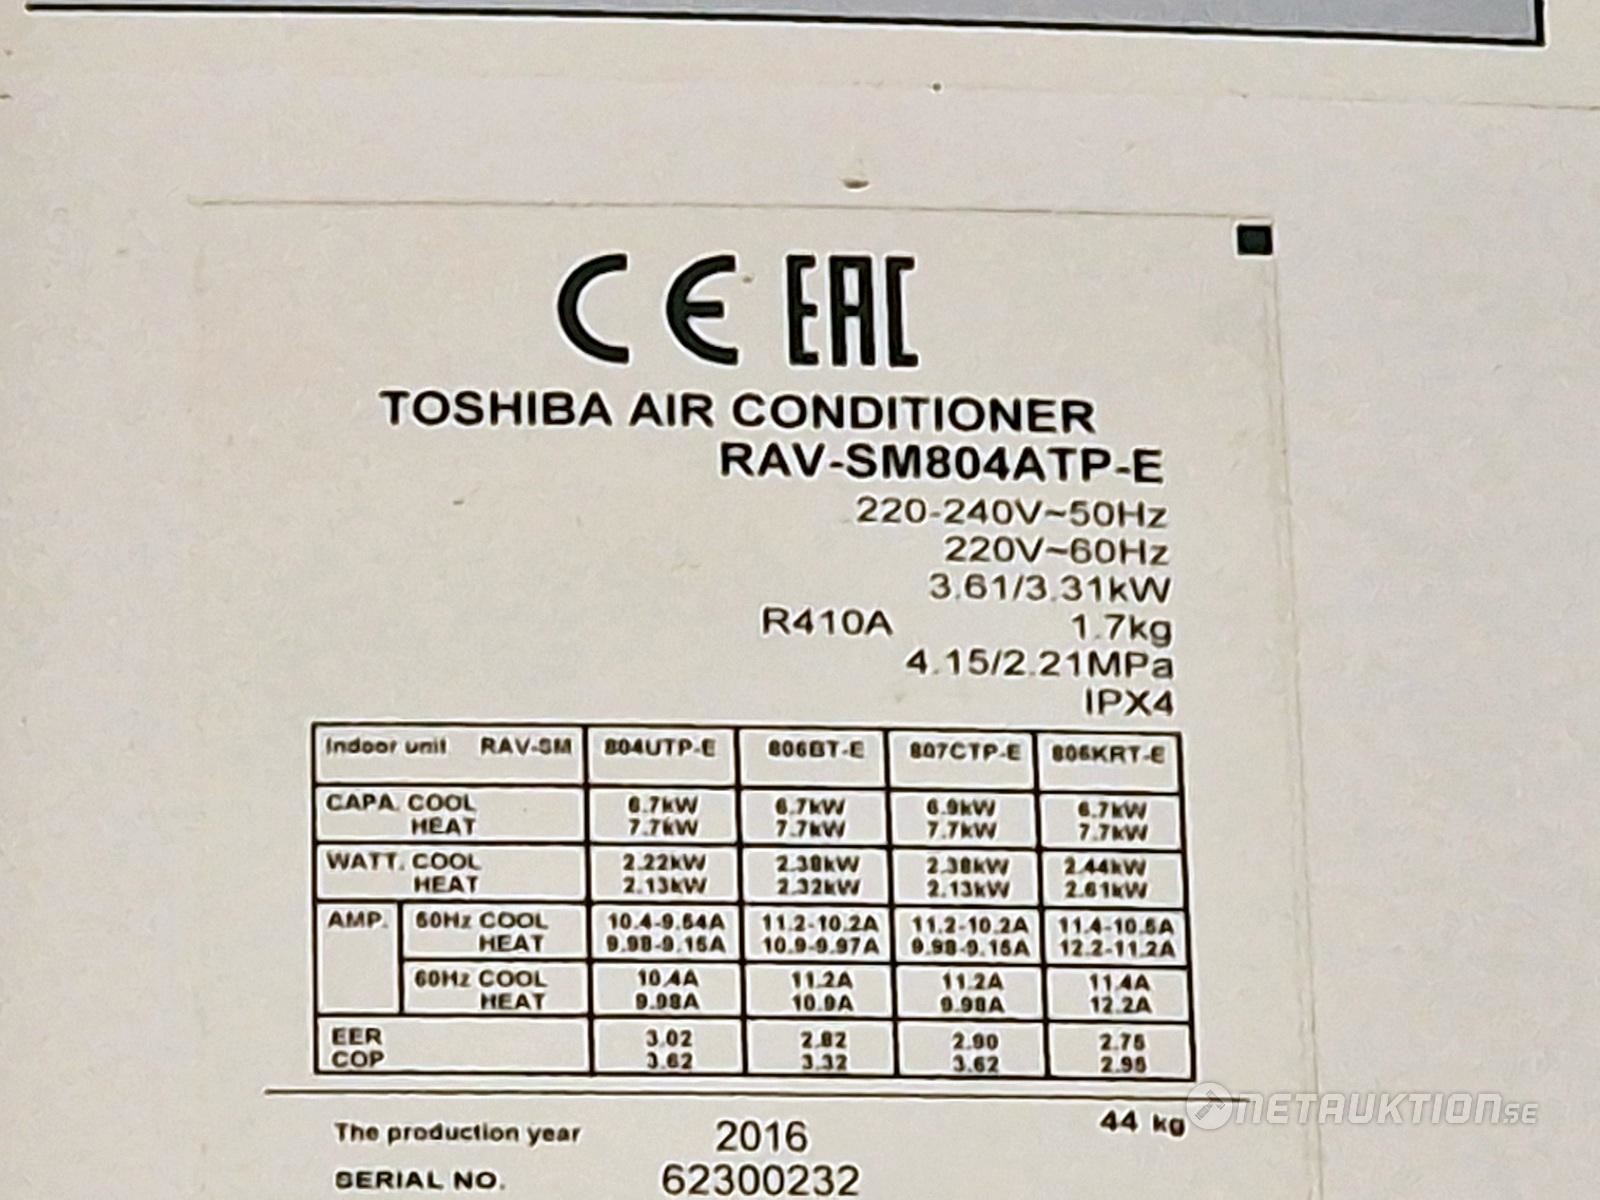 CE EAC
TOSHIBA AIR CONDITIONER
RAV-SM804ATP-E
220-240V~50Hz
220V~60Hz
3.61/3.31kW
R410A 1.7kg
4.15/2.21MPa
IPX4
Indoor unit RAV-SM 804UTP-E 806BT-E 807CTP-E 806KRT-E
CAPA. COOL 6.7kW 6.7kW 6.9kW 6.7kW
HEAT 7.7kW 7.7kW 7.7kW 7.7kW
WATT. COOL 2.22kW 2.38kW 2.38kW 2.44kW
HEAT 2.13kW 2.32kW 2.13kW 2.61kW
AMP. 50Hz COOL 10.4-9.54A 11.2-10.2A 11.2-10.2A 11.4-10.5A
HEAT 9.98-9.15A 10.9-9.97A 9.98-9.15A 12.2-11.2A
60Hz COOL 10.4A 11.2A 11.2A 11.4A
HEAT 9.98A 10.9A 9.98A 12.2A
EER 3.02 2.82 2.90 2.75
COP 3.62 3.32 3.62 2.95
44 kg
The production year 2016
SERIAL NO. 62300232
NETAUKTION.SE